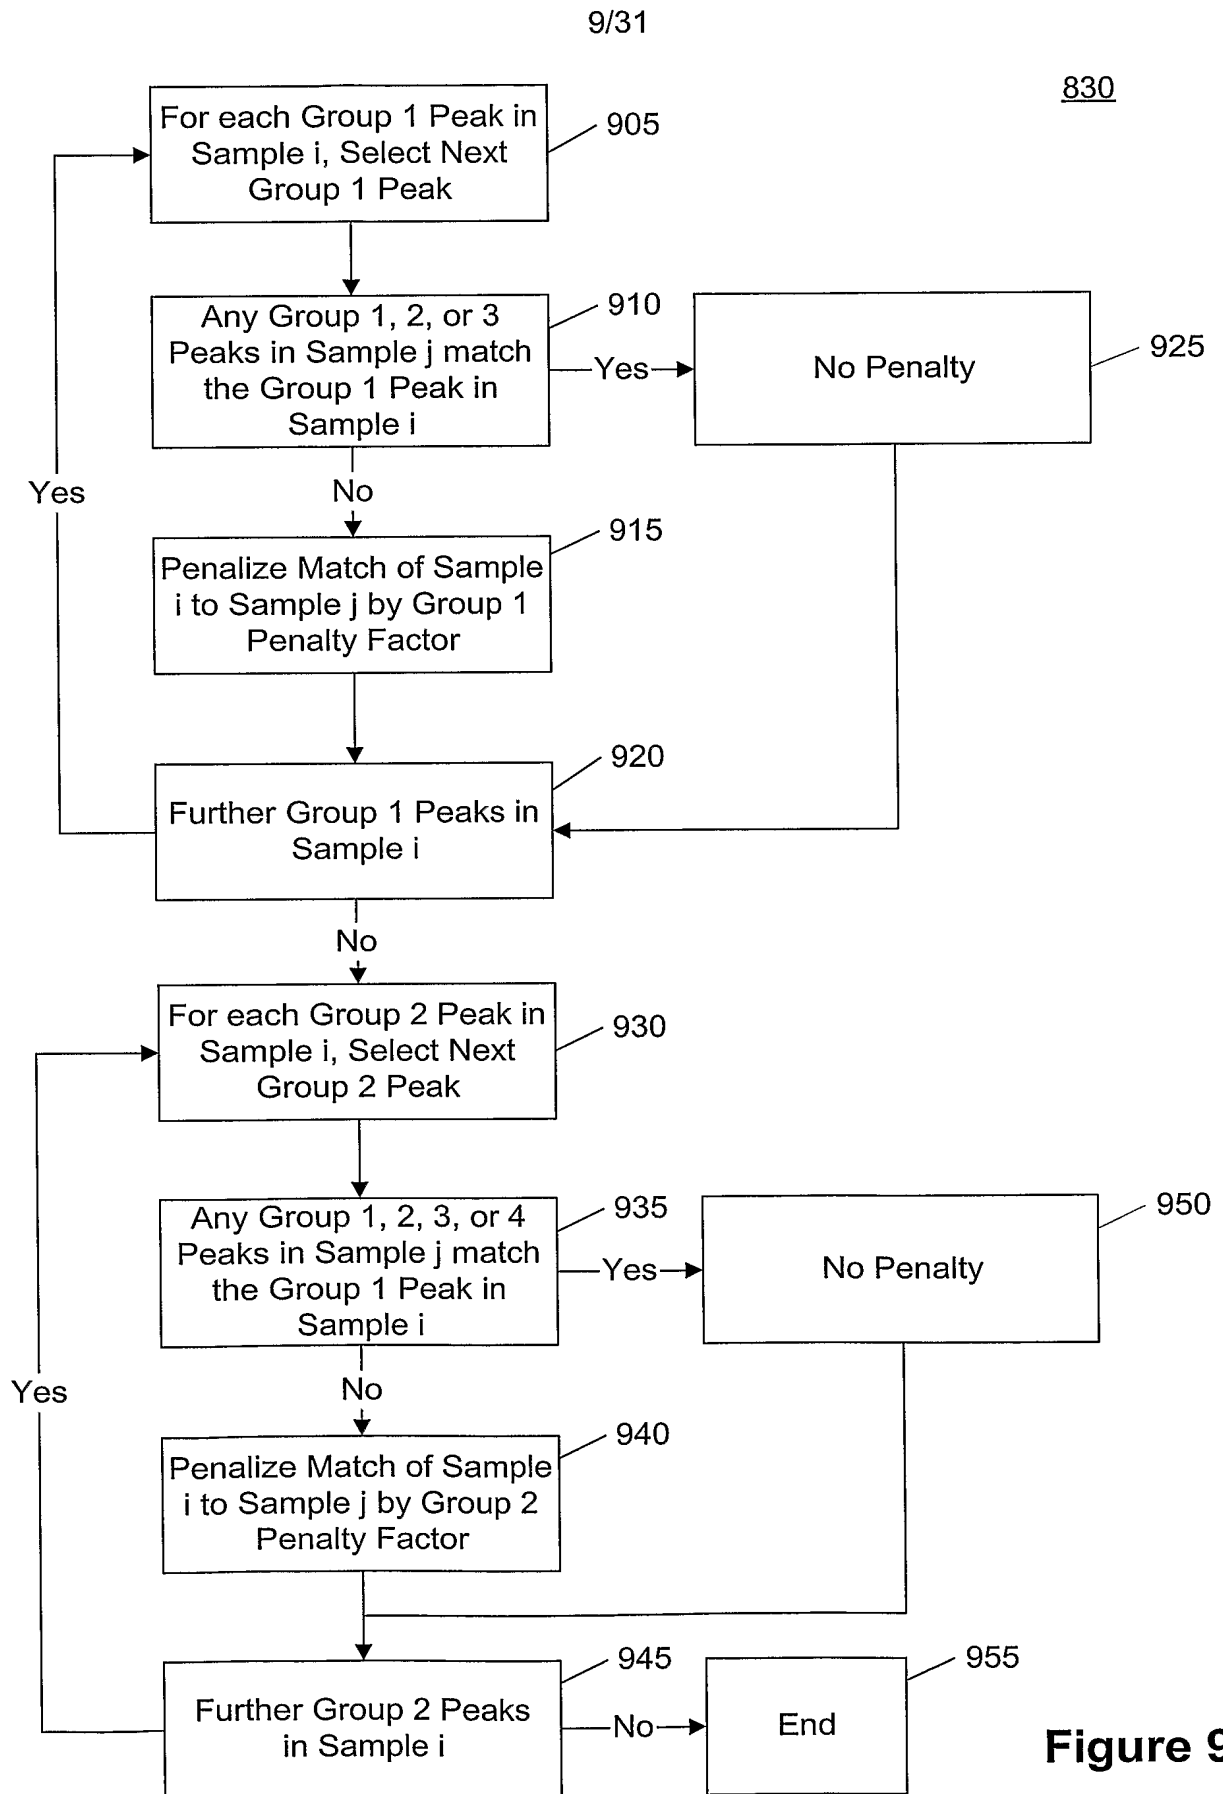 9/31
830
For each Group 1 Peak in
Sample i, Select Next
Group 1 Peak
905
Any Group 1, 2, or 3
Peaks in Sample j match
the Group 1 Peak in
Sample i
910
Yes
No Penalty
925
Yes
No
Penalize Match of Sample
i to Sample j by Group 1
Penalty Factor
915
Further Group 1 Peaks in
Sample i
920
No
For each Group 2 Peak in
Sample i, Select Next
Group 2 Peak
930
Any Group 1, 2, 3, or 4
Peaks in Sample j match
the Group 1 Peak in
Sample i
935
Yes
No Penalty
950
Yes
No
Penalize Match of Sample
i to Sample j by Group 2
Penalty Factor
940
Further Group 2 Peaks
in Sample i
945
No
End
955
Figure 9